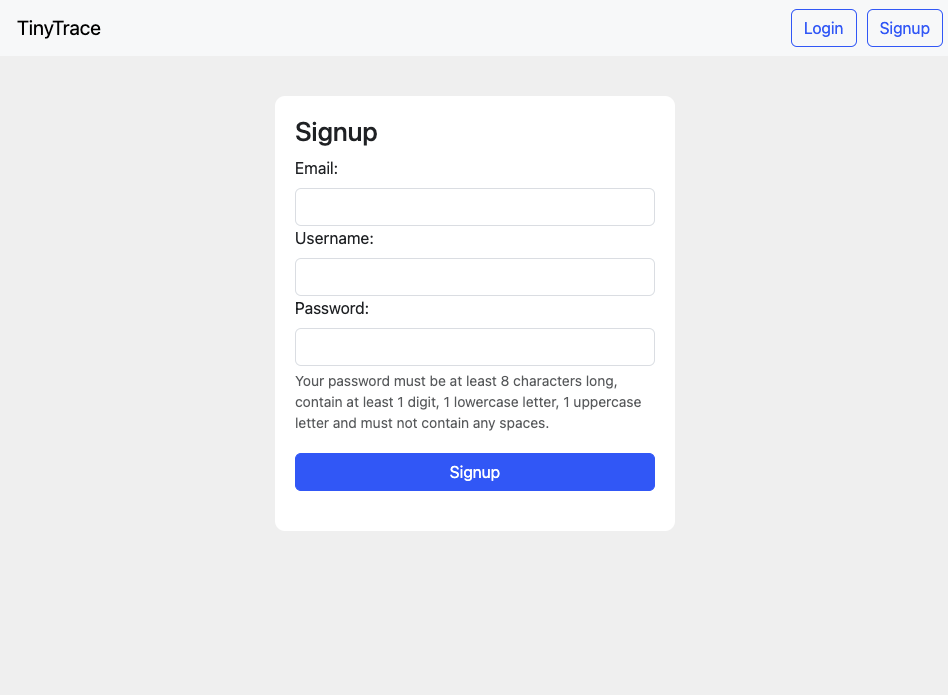 TinyTrace
Login
Signup
Signup
Email:
Username:
Password:
Your password must be at least 8 characters long,
contain at least 1 digit, 1 lowercase letter, 1 uppercase
letter and must not contain any spaces.
Signup